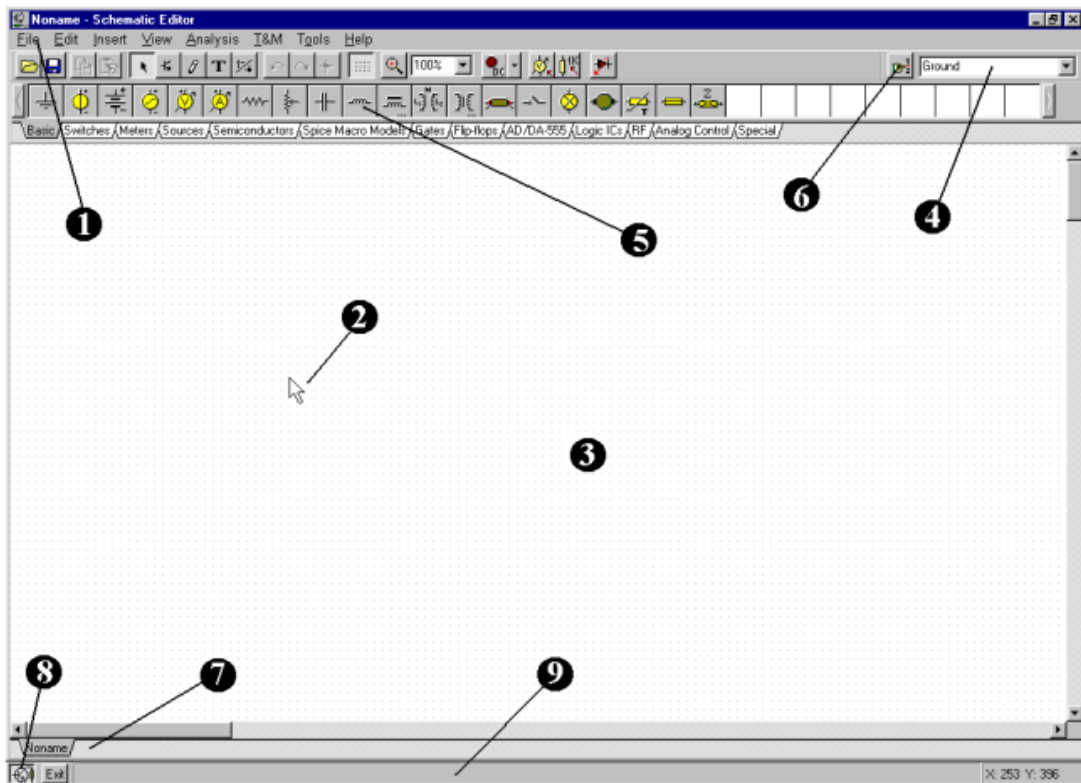 Noname - Schematic Editor
File Edit Insert View Analysis T&M Tools Help
T 100% DC 1K Ground
V A M Z
Basic Switches Meters Sources Semiconductors Spice Macro Models Gates Flip-flops AD/DA-555 Logic ICs RF Analog Control Special
1
6
4
5
2
3
8
7
9
Noname
Exit X: 253 Y: 396